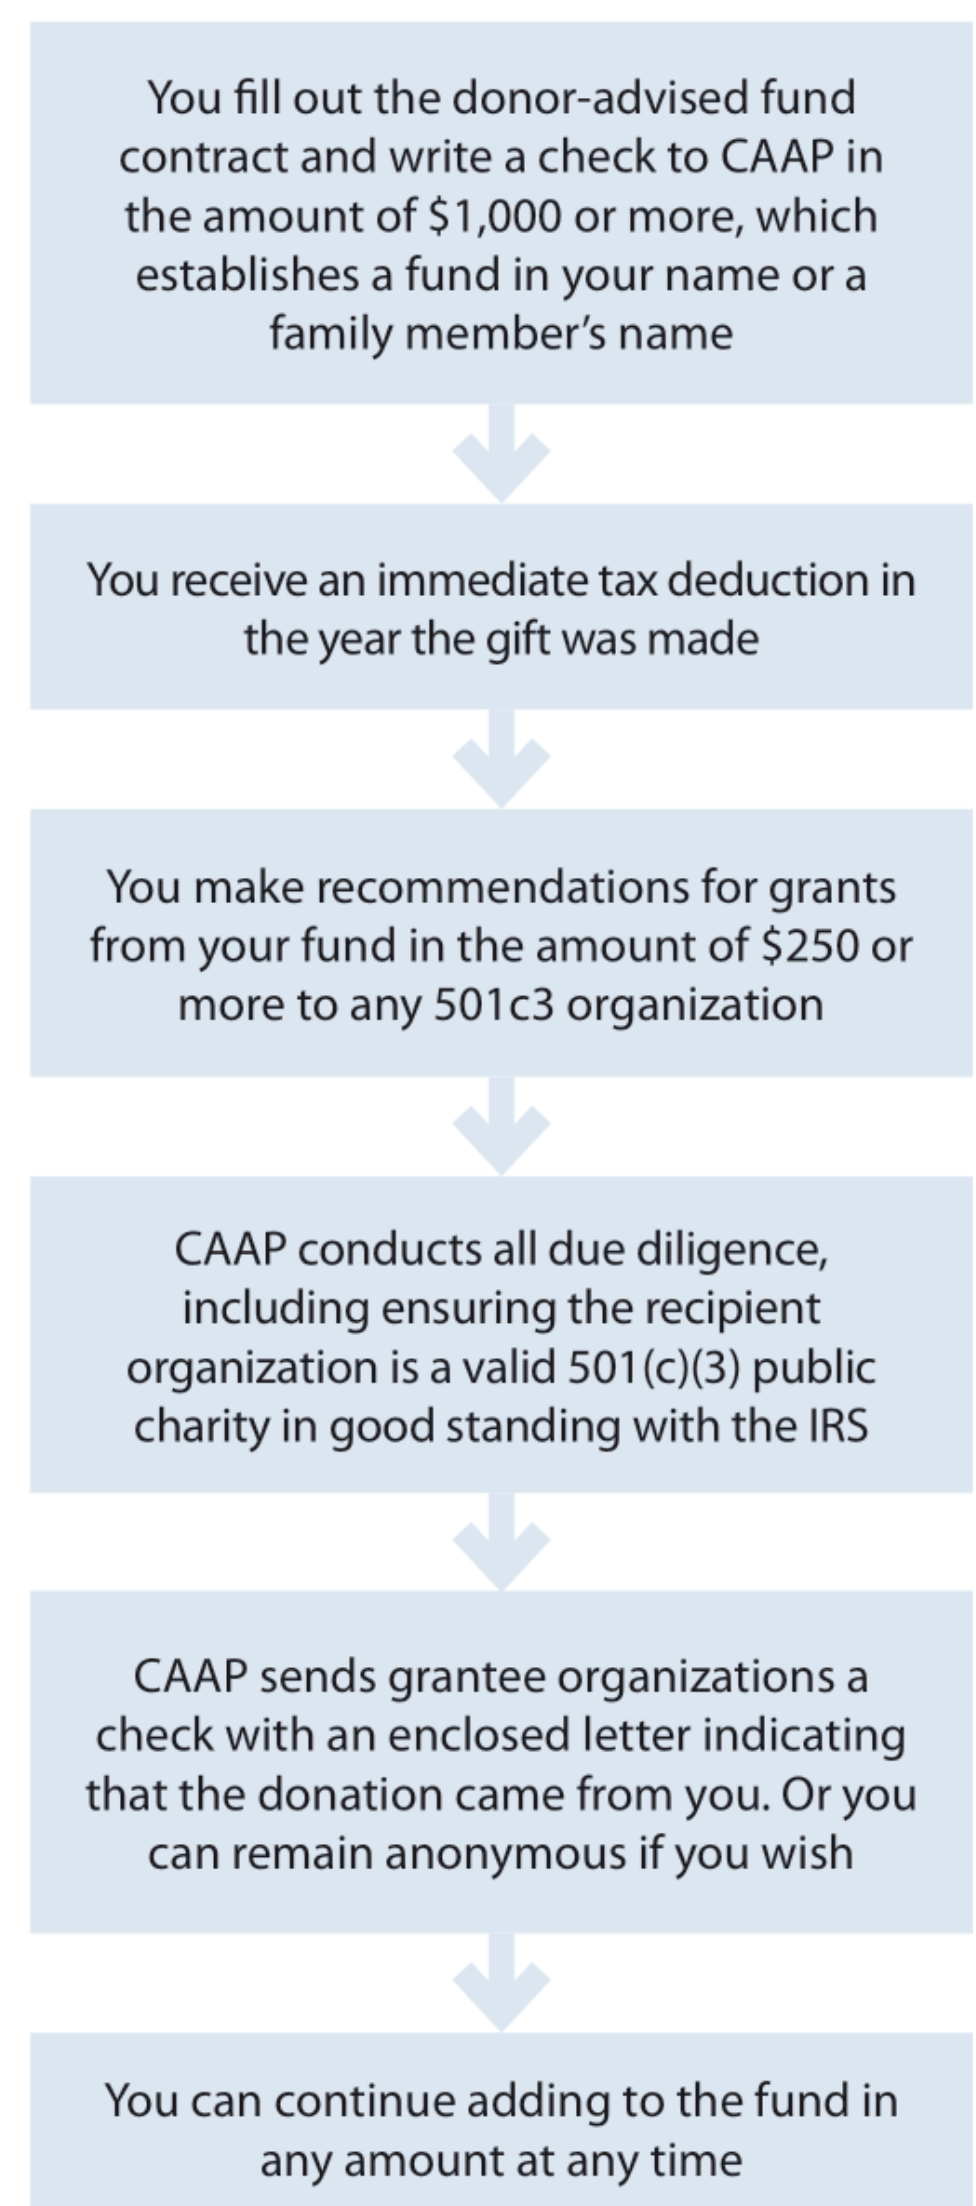 You fill out the donor-advised fund
contract and write a check to CAAP in
the amount of $1,000 or more, which
establishes a fund in your name or a
family member’s name
You receive an immediate tax deduction in
the year the gift was made
You make recommendations for grants
from your fund in the amount of $250 or
more to any 501c3 organization
CAAP conducts all due diligence,
including ensuring the recipient
organization is a valid 501(c)(3) public
charity in good standing with the IRS
CAAP sends grantee organizations a
check with an enclosed letter indicating
that the donation came from you. Or you
can remain anonymous if you wish
You can continue adding to the fund in
any amount at any time